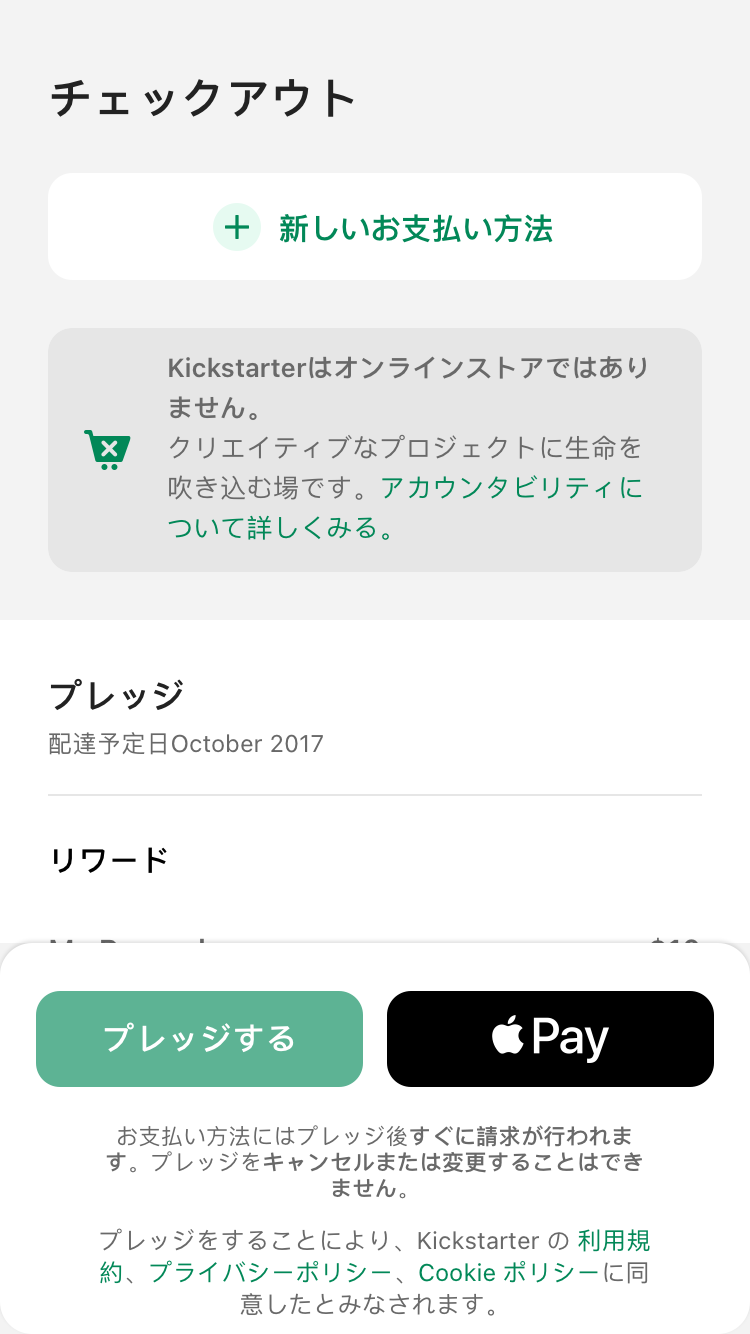 チェックアウト
新しいお支払い方法
Kickstarterはオンラインストアではあり
ません。
クリエイティブなプロジェクトに生命を
吹き込む場です。アカウンタビリティに
ついて詳しくみる。
プレッジ
配達予定日October 2017
リワード
プレッジする
Pay
お支払い方法にはプレッジ後すぐに請求が行われま
す。プレッジをキャンセルまたは変更することはでき
ません。
プレッジをすることにより、Kickstarter の 利用規
約、プライバシーポリシー、Cookie ポリシーに同
意したとみなされます。